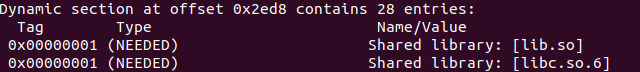 Dynamic section at offset 0x2ed8 contains 28 entries:
Tag Type Name/Value
0x00000001 (NEEDED) Shared library: [lib.so]
0x00000001 (NEEDED) Shared library: [libc.so.6]